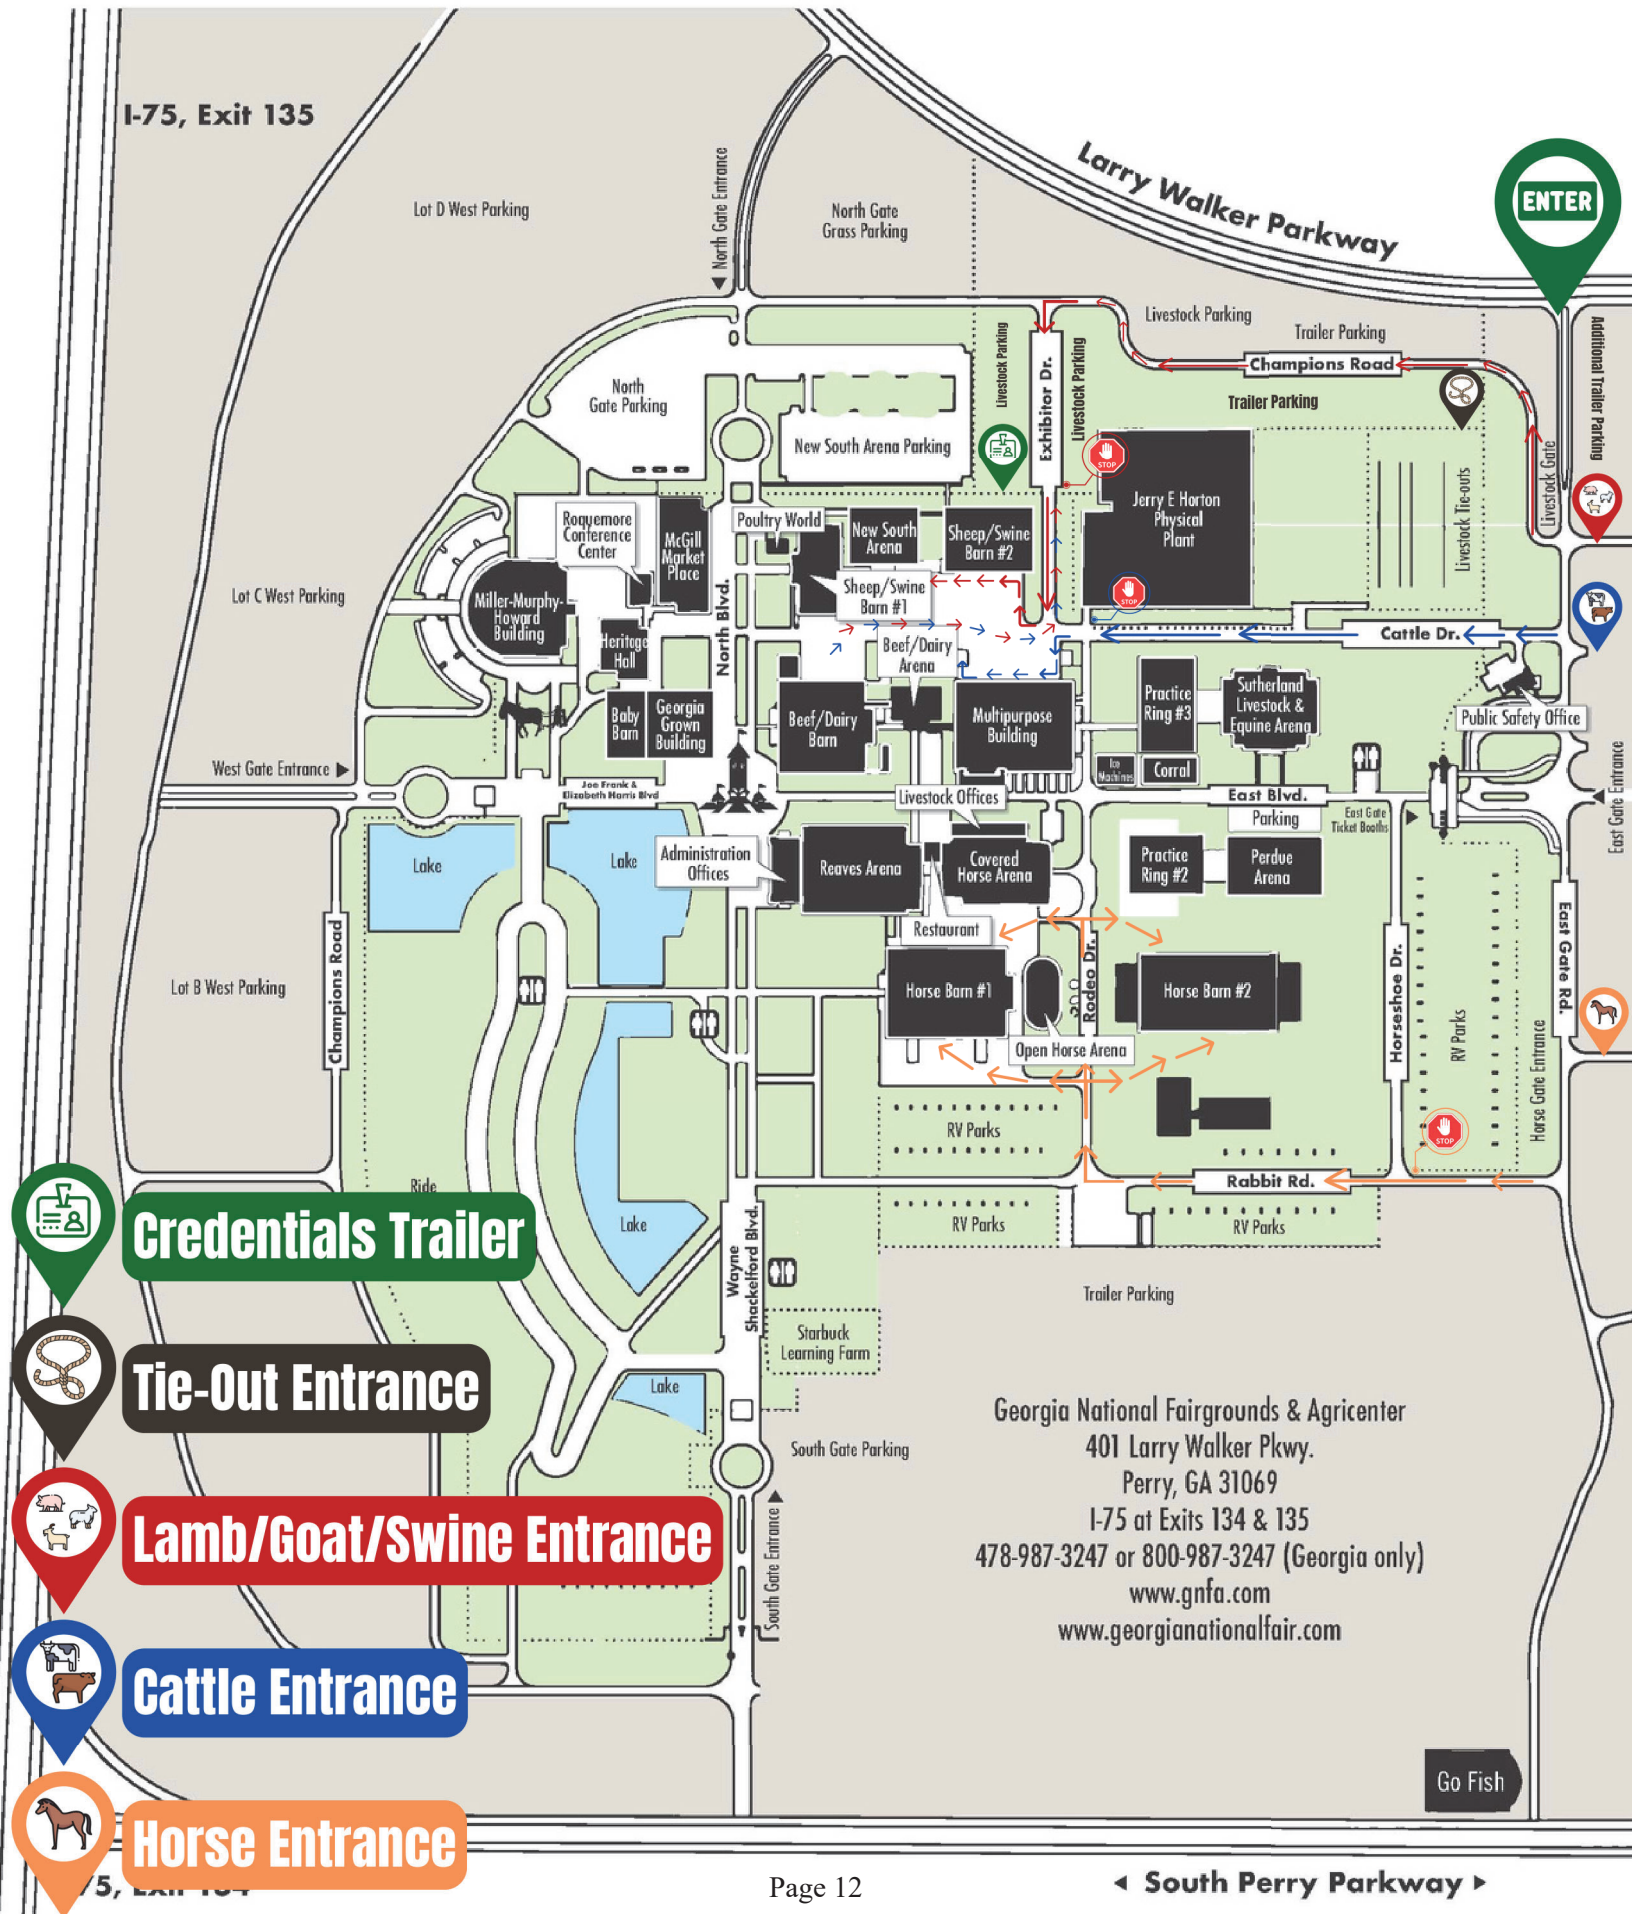 I-75, Exit 135
Larry Walker Parkway
ENTER
Lot D West Parking
North Gate Entrance
North Gate
Grass Parking
Livestock Parking
Trailer Parking
Additional Trailer Parking
Champions Road
Trailer Parking
Livestock Parking
Exhibitor Dr.
Livestock Parking
North
Gate Parking
New South Arena Parking
STOP
Livestock Gate
Livestock Tie-outs
Jerry E Horton
Physical
Plant
Roquemore
Conference
Center
McGill
Market
Place
Poultry World
New South
Arena
Sheep/Swine
Barn #2
Sheep/Swine
Barn #1
STOP
Lot C West Parking
Miller-Murphy-
Howard
Building
Heritage
Hall
North Blvd.
Beef/Dairy
Arena
Cattle Dr.
Baby
Barn
Georgia
Grown
Building
Beef/Dairy
Barn
Multipurpose
Building
Practice
Ring #3
Sutherland
Livestock &
Equine Arena
Public Safety Office
West Gate Entrance
Joe Frank &
Elizabeth Harris Blvd
Livestock Offices
Ice
Machines
Corral
East Blvd.
Parking
East Gate
Ticket Booths
East Gate Entrance
Lake
Lake
Administration
Offices
Reaves Arena
Covered
Horse Arena
Practice
Ring #2
Perdue
Arena
Restaurant
Champions Road
Lot B West Parking
Horse Barn #1
Rodeo Dr.
Horse Barn #2
Horseshoe Dr.
East Gate Rd.
RV Parks
Horse Gate Entrance
Open Horse Arena
RV Parks
STOP
Ride
Rabbit Rd.
Lake
Wayne
Shackelford Blvd.
RV Parks
RV Parks
Trailer Parking
Starbuck
Learning Farm
Lake
South Gate Parking
South Gate Entrance
Credentials Trailer
Tie-Out Entrance
Lamb/Goat/Swine Entrance
Cattle Entrance
Horse Entrance
Georgia National Fairgrounds & Agricenter
401 Larry Walker Pkwy.
Perry, GA 31069
I-75 at Exits 134 & 135
478-987-3247 or 800-987-3247 (Georgia only)
www.gnfa.com
www.georgianationalfair.com
Go Fish
Page 12
South Perry Parkway